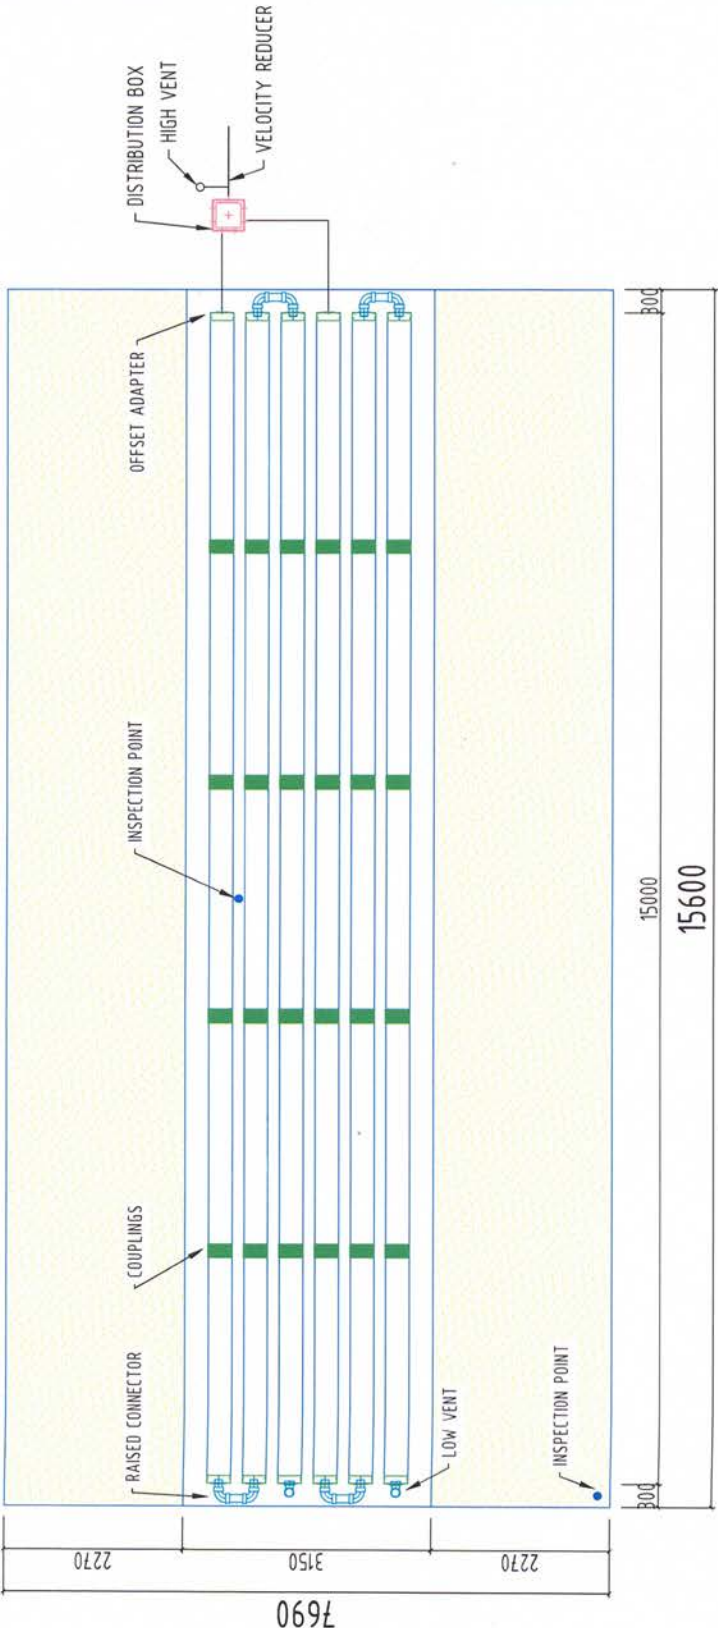 DISTRIBUTION BOX
HIGH VENT
VELOCITY REDUCER
OFFSET ADAPTER
INSPECTION POINT
COUPLINGS
RAISED CONNECTOR
LOW VENT
INSPECTION POINT
300
15000
300
15600
2270
3150
2270
7690